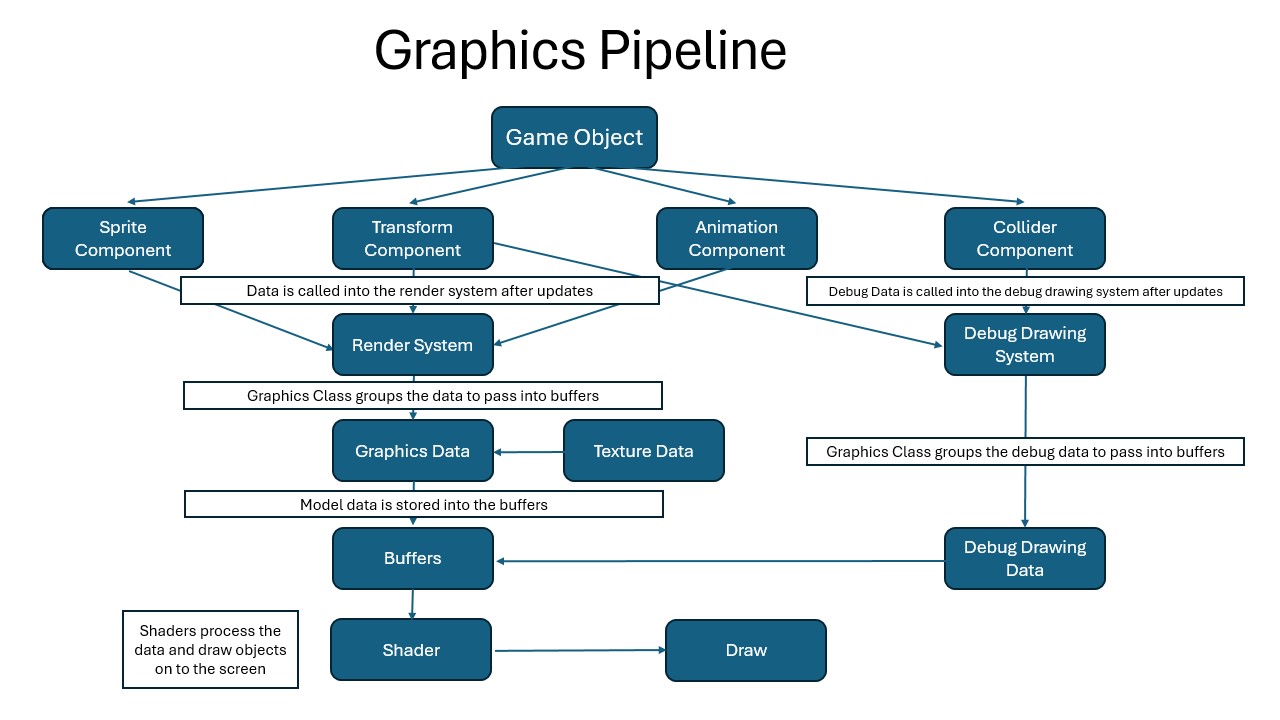 Graphics Pipeline
Game Object
Sprite
Component
Transform
Component
Animation
Component
Collider
Component
Data is called into the render system after updates
Debug Data is called into the debug drawing system after updates
Render System
Debug Drawing
System
Graphics Class groups the data to pass into buffers
Graphics Data
Texture Data
Graphics Class groups the debug data to pass into buffers
Model data is stored into the buffers
Buffers
Debug Drawing
Data
Shaders process the
data and draw objects
on to the screen
Shader
Draw